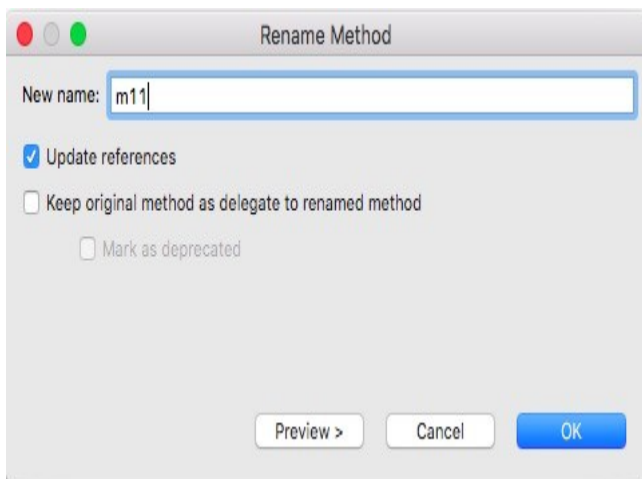 Rename Method
New name: m11
Update references
Keep original method as delegate to renamed method
Mark as deprecated
Preview > Cancel OK